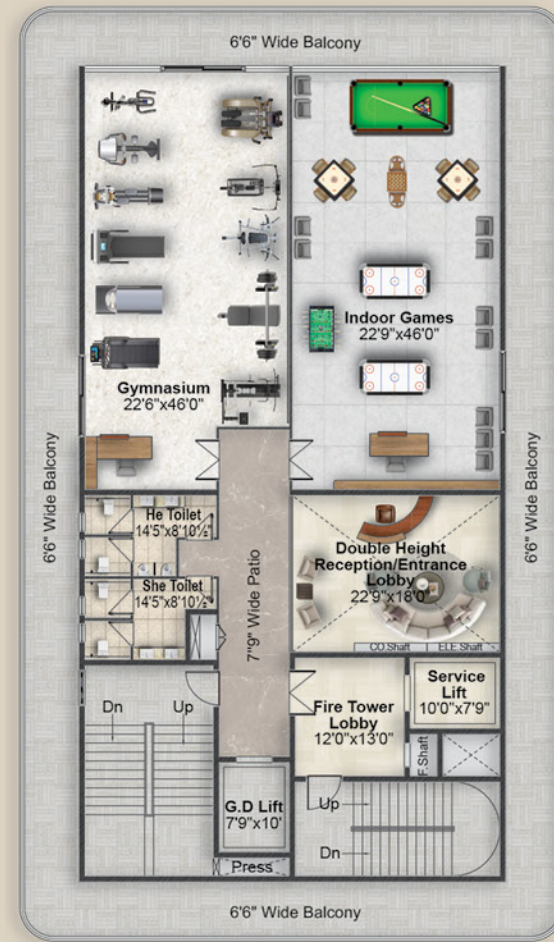 6'6" Wide Balcony
Indoor Games
22'9"x46'0"
Gymnasium
22'6"x46'0"
6'6" Wide Balcony
6'6" Wide Balcony
He Toilet
14'5"x8'10½"
Double Height
Reception/Entrance
Lobby
22'9"x18'0"
She Toilet
14'5"x8'10½"
7"9" Wide Patio
CO.Shaft
ELE.Shaft
Service
Lift
10'0"x7'9"
Dn
Up
Fire Tower
Lobby
12'0"x13'0"
F.Shaft
G.D Lift
7'9"x10'
Up
Dn
Press
6'6" Wide Balcony